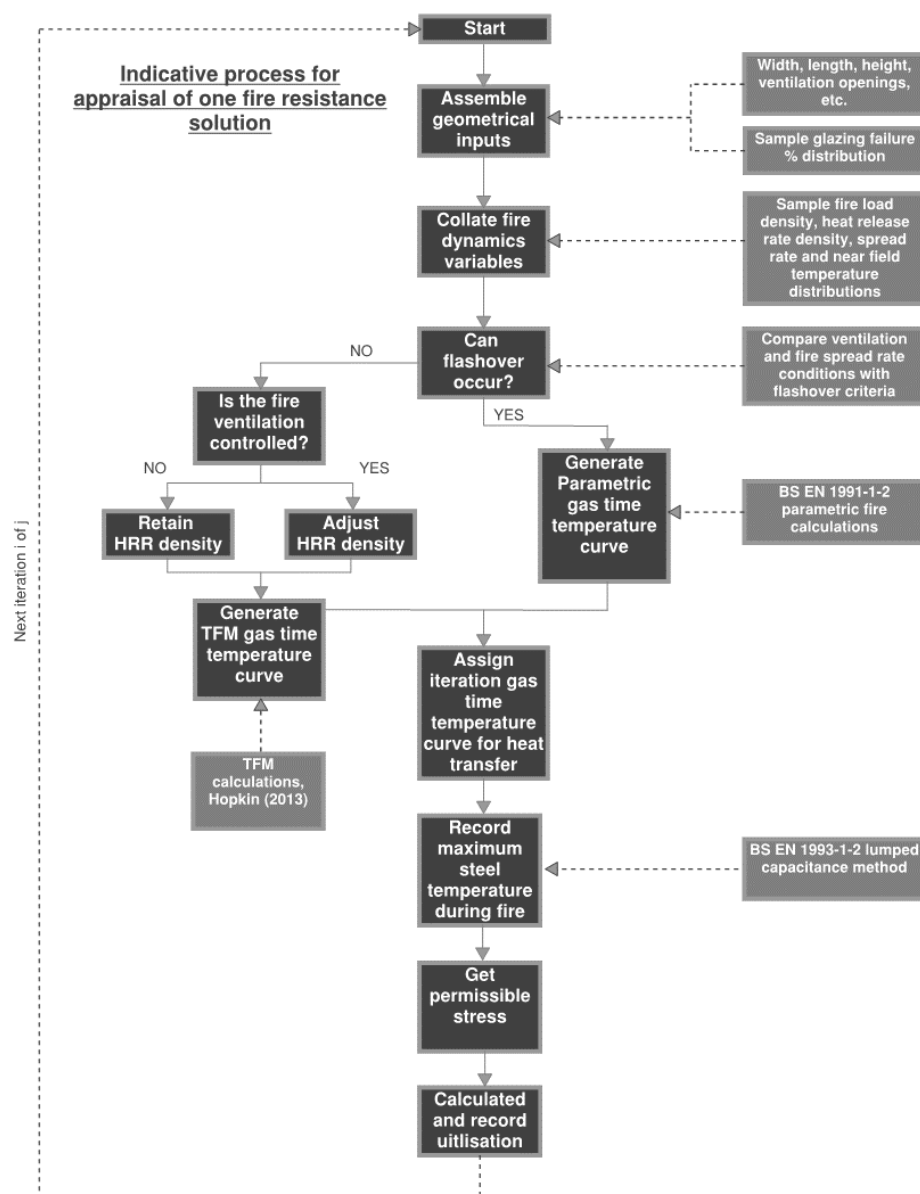 Start
Indicative process for
appraisal of one fire resistance
solution
Width, length, height,
ventilation openings,
etc.
Assemble
geometrical
inputs
Sample glazing failure
% distribution
Collate fire
dynamics
variables
Sample fire load
density, heat release
rate density, spread
rate and near field
temperature
distributions
Can
flashover
occur?
Compare ventilation
and fire spread rate
conditions with
flashover criteria
NO
YES
Is the fire
ventilation
controlled?
NO
YES
Retain
HRR density
Adjust
HRR density
Generate
Parametric
gas time
temperature
curve
BS EN 1991-1-2
parametric fire
calculations
Generate
TFM gas time
temperature
curve
TFM
calculations,
Hopkin (2013)
Assign
iteration gas
time
temperature
curve for heat
transfer
Record
maximum
steel
temperature
during fire
BS EN 1993-1-2 lumped
capacitance method
Get
permissible
stress
Calculated
and record
uitlisation
Next iteration i of j